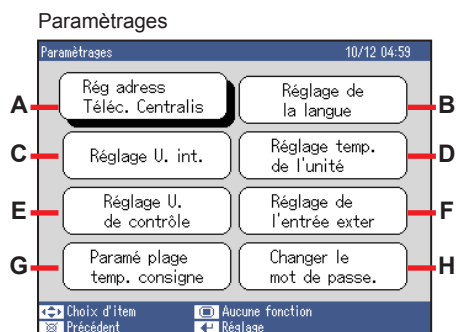 Paramètrages
Paramètrages 10/12 04:59
A
Rég adress
Téléc. Centralis
Réglage de
la langue
B
C
Réglage U. int.
Réglage temp.
de l'unité
D
E
Réglage U.
de contrôle
Réglage de
l'entrée exter
F
G
Paramé plage
temp. consigne
Changer le
mot de passe.
H
Choix d'item Aucune fonction
Précédent Réglage